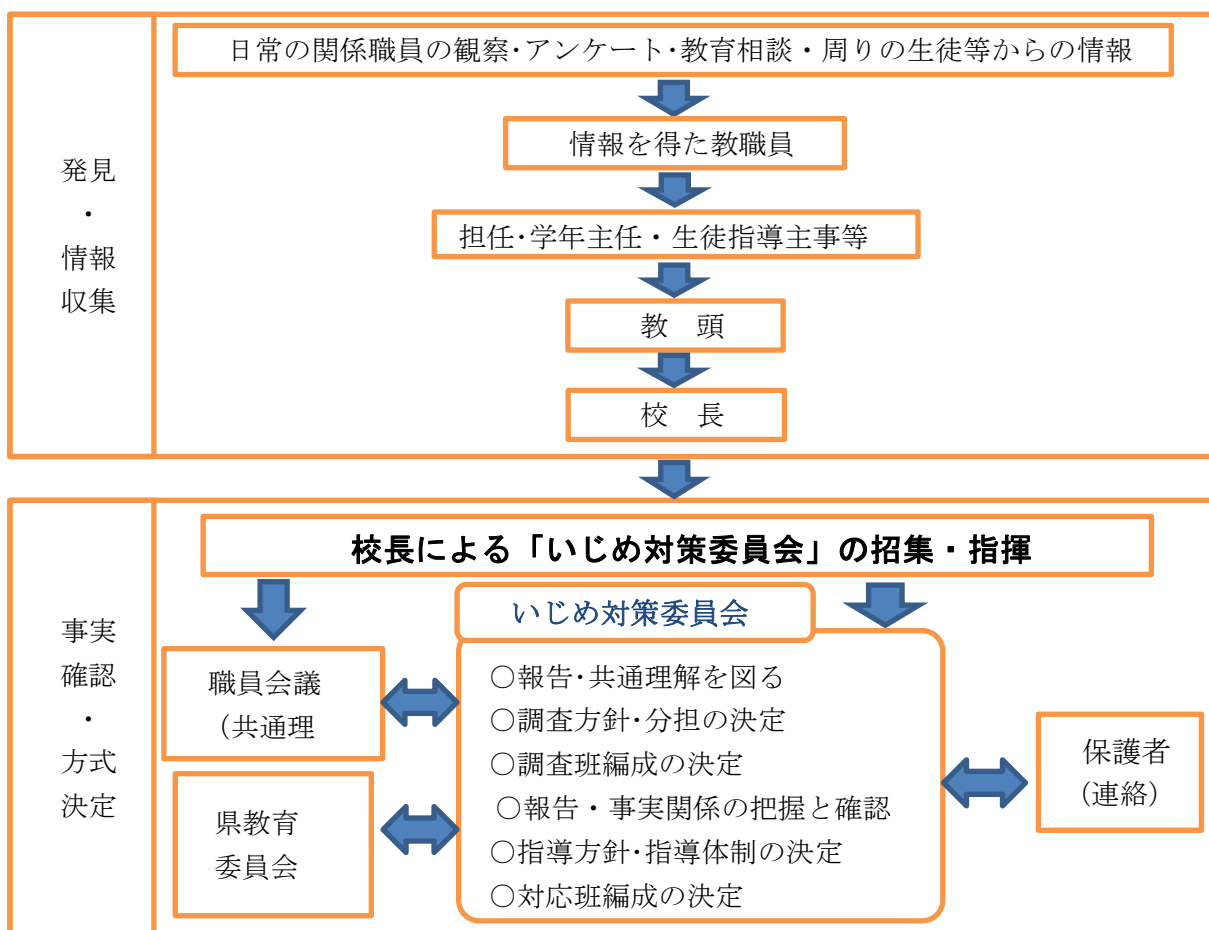 発見
・
情報
収集
日常の関係職員の観察･アンケート･教育相談・周りの生徒等からの情報
情報を得た教職員
担任･学年主任・生徒指導主事等
教　頭
校　長
事実
確認
・
方式
決定
校長による「いじめ対策委員会」の招集・指揮
職員会議
（共通理
県教育
委員会
いじめ対策委員会
○報告･共通理解を図る
○調査方針･分担の決定
○調査班編成の決定
○報告・事実関係の把握と確認
○指導方針･指導体制の決定
○対応班編成の決定
保護者
(連絡)